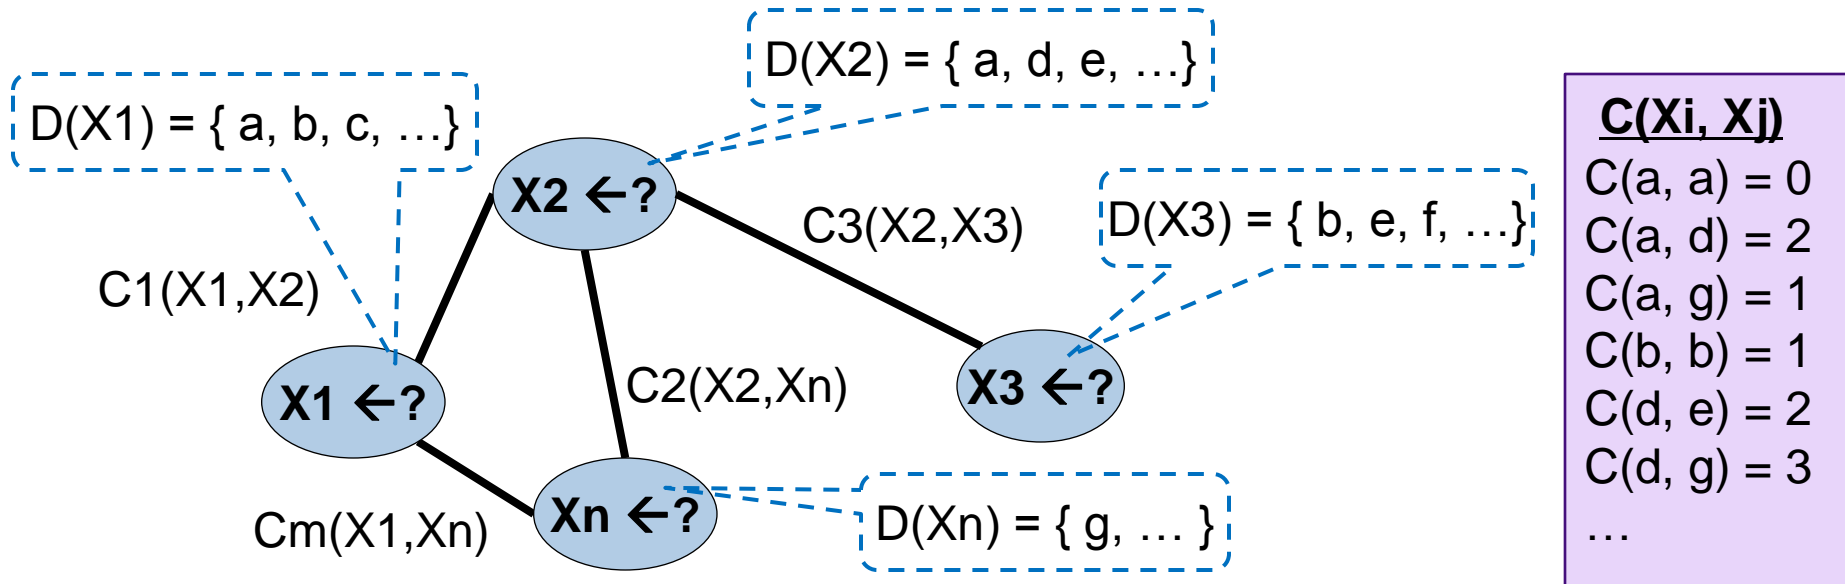 D(X2) = { a, d, e, …}
D(X1) = { a, b, c, …}
X2 ←?
C3(X2,X3)
D(X3) = { b, e, f, …}
C1(X1,X2)
X1 ←?
C2(X2,Xn)
X3 ←?
Xn ←?
Cm(X1,Xn)
D(Xn) = { g, … }
C(Xi, Xj)
C(a, a) = 0
C(a, d) = 2
C(a, g) = 1
C(b, b) = 1
C(d, e) = 2
C(d, g) = 3
…